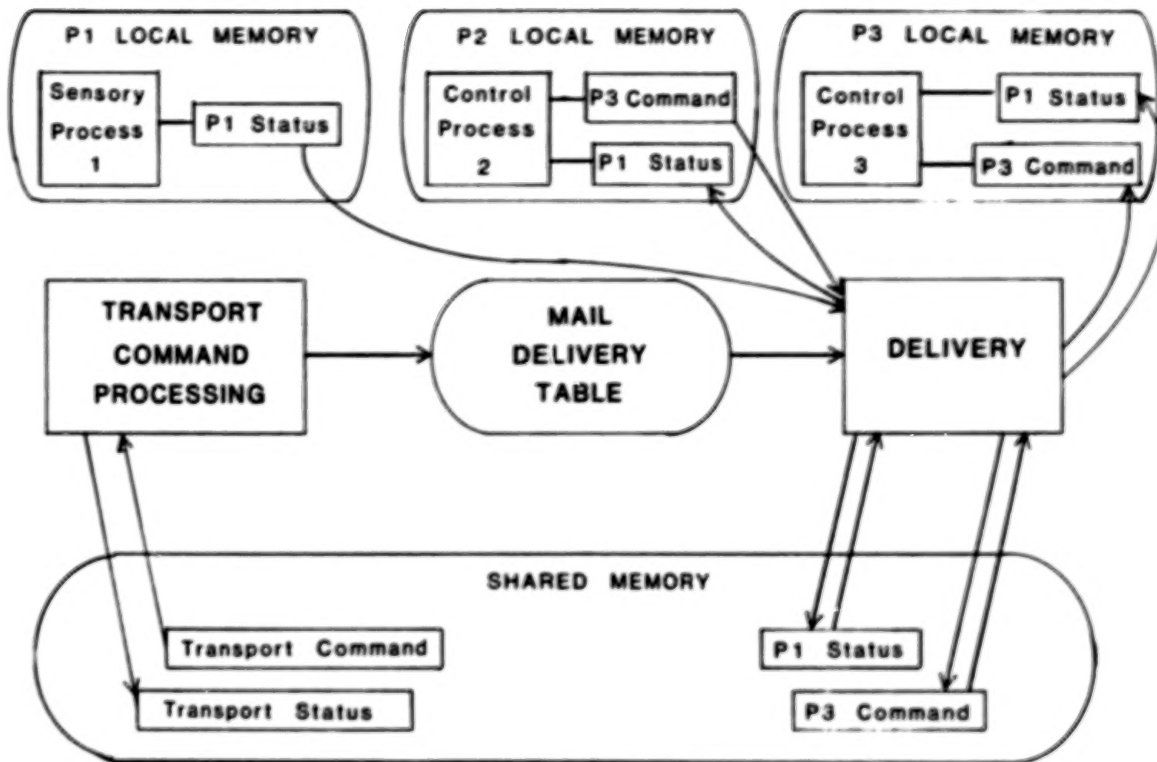 P1 LOCAL MEMORY
Sensory
Process
1
P1 Status
P2 LOCAL MEMORY
Control
Process
2
P3 Command
P1 Status
P3 LOCAL MEMORY
Control
Process
3
P1 Status
P3 Command
TRANSPORT
COMMAND
PROCESSING
MAIL
DELIVERY
TABLE
DELIVERY
SHARED MEMORY
Transport Command
Transport Status
P1 Status
P3 Command